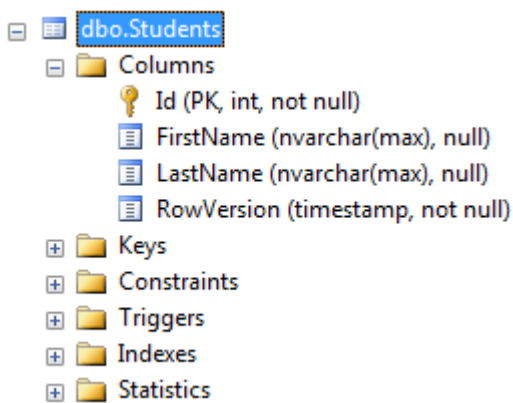 dbo.Students
Columns
Id (PK, int, not null)
FirstName (nvarchar(max), null)
LastName (nvarchar(max), null)
RowVersion (timestamp, not null)
Keys
Constraints
Triggers
Indexes
Statistics